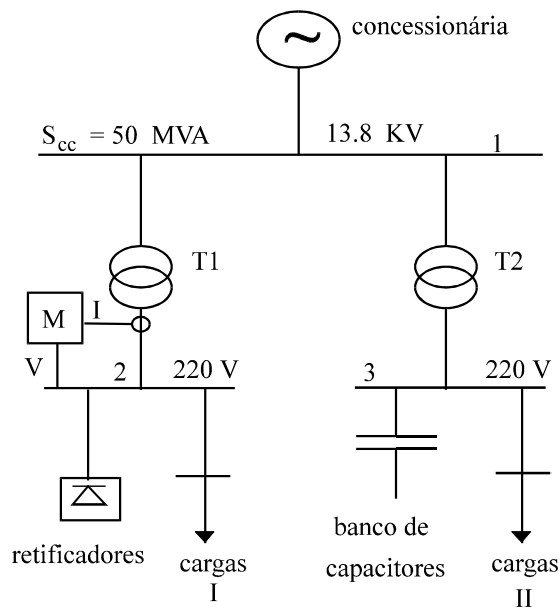 concessionária
S_cc = 50 MVA
13.8 KV
1
T1
T2
M
I
V
2
220 V
3
220 V
retificadores
cargas
I
banco de
capacitores
cargas
II